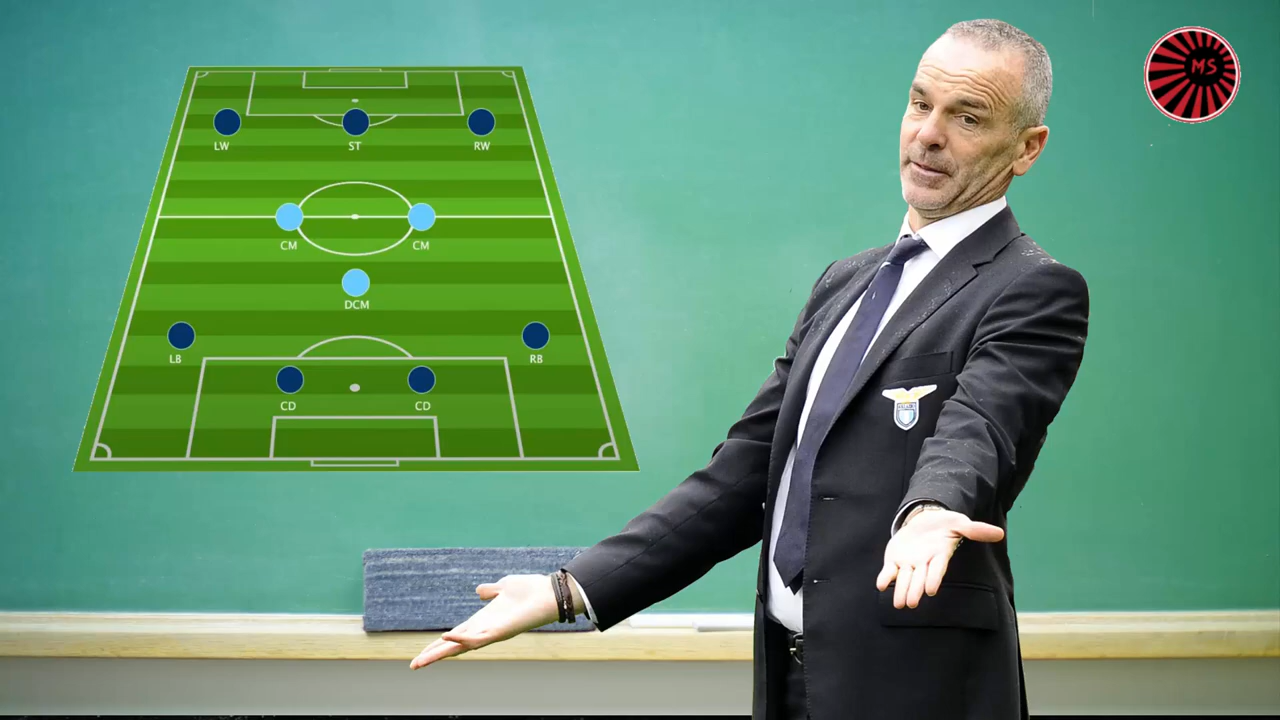 MS
LW ST RW
CM CM
DCM
LB RB
CD CD